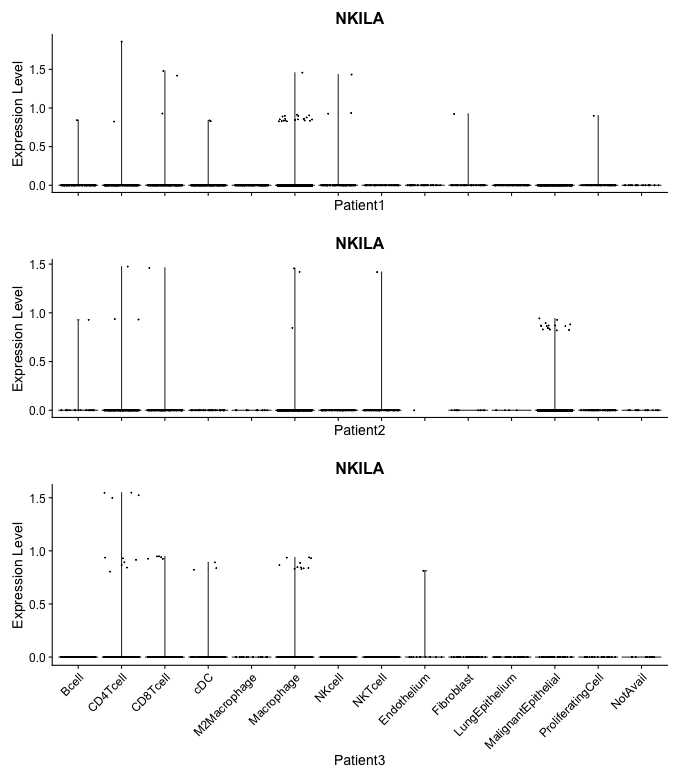 NKILA
Expression Level
1.5
1.0
0.5
0.0
Patient1
NKILA
Expression Level
1.5
1.0
0.5
0.0
Patient2
NKILA
Expression Level
1.5
1.0
0.5
0.0
Bcell
CD4Tcell
CD8Tcell
cDC
M2Macrophage
Macrophage
NKcell
NKTcell
Endothelium
Fibroblast
LungEpithelium
MalignantEpithelial
ProliferatingCell
NotAvail
Patient3